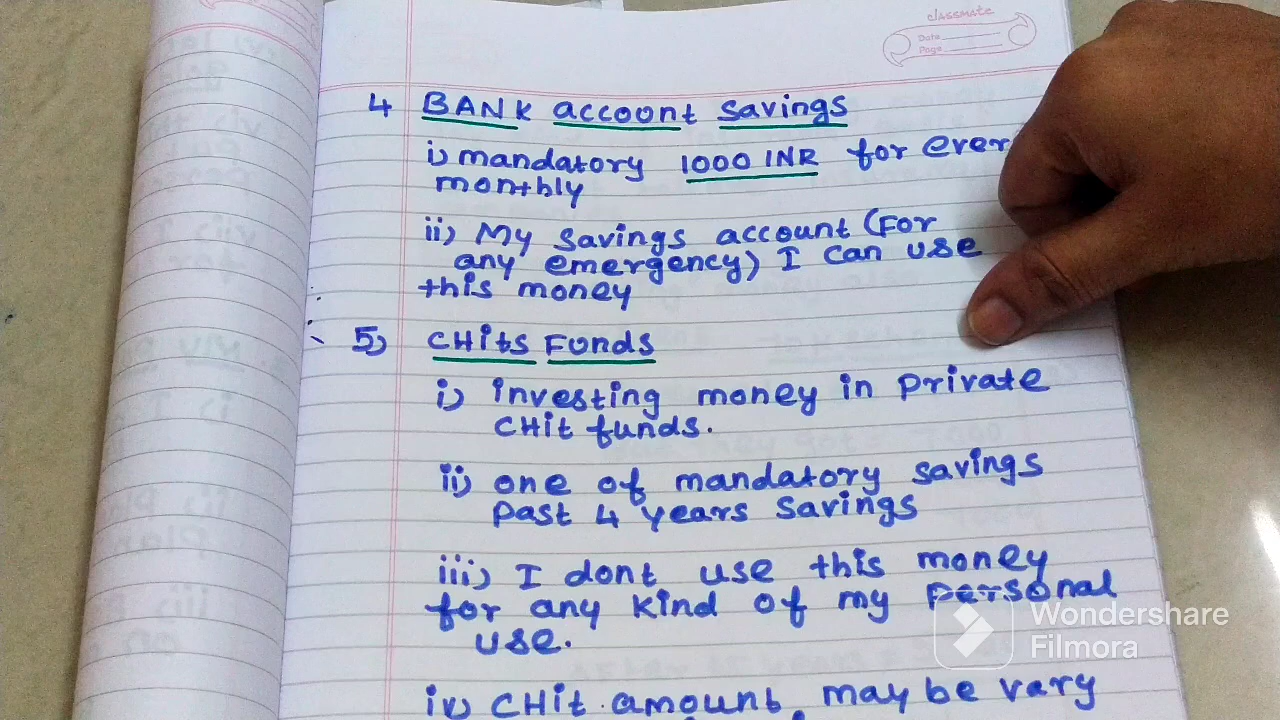 classmate
Date
Page
4 BANK account savings
i) mandatory 1000 INR for ever
monthly
ii) My savings account (For
any emergency) I can use
this money
5) CHits Funds
i) investing money in private
CHit funds.
ii) one of mandatory savings
past 4 years savings
iii) I dont use this money
for any kind of my personal
use.
iv) CHit amount may be vary
Wondershare
Filmora